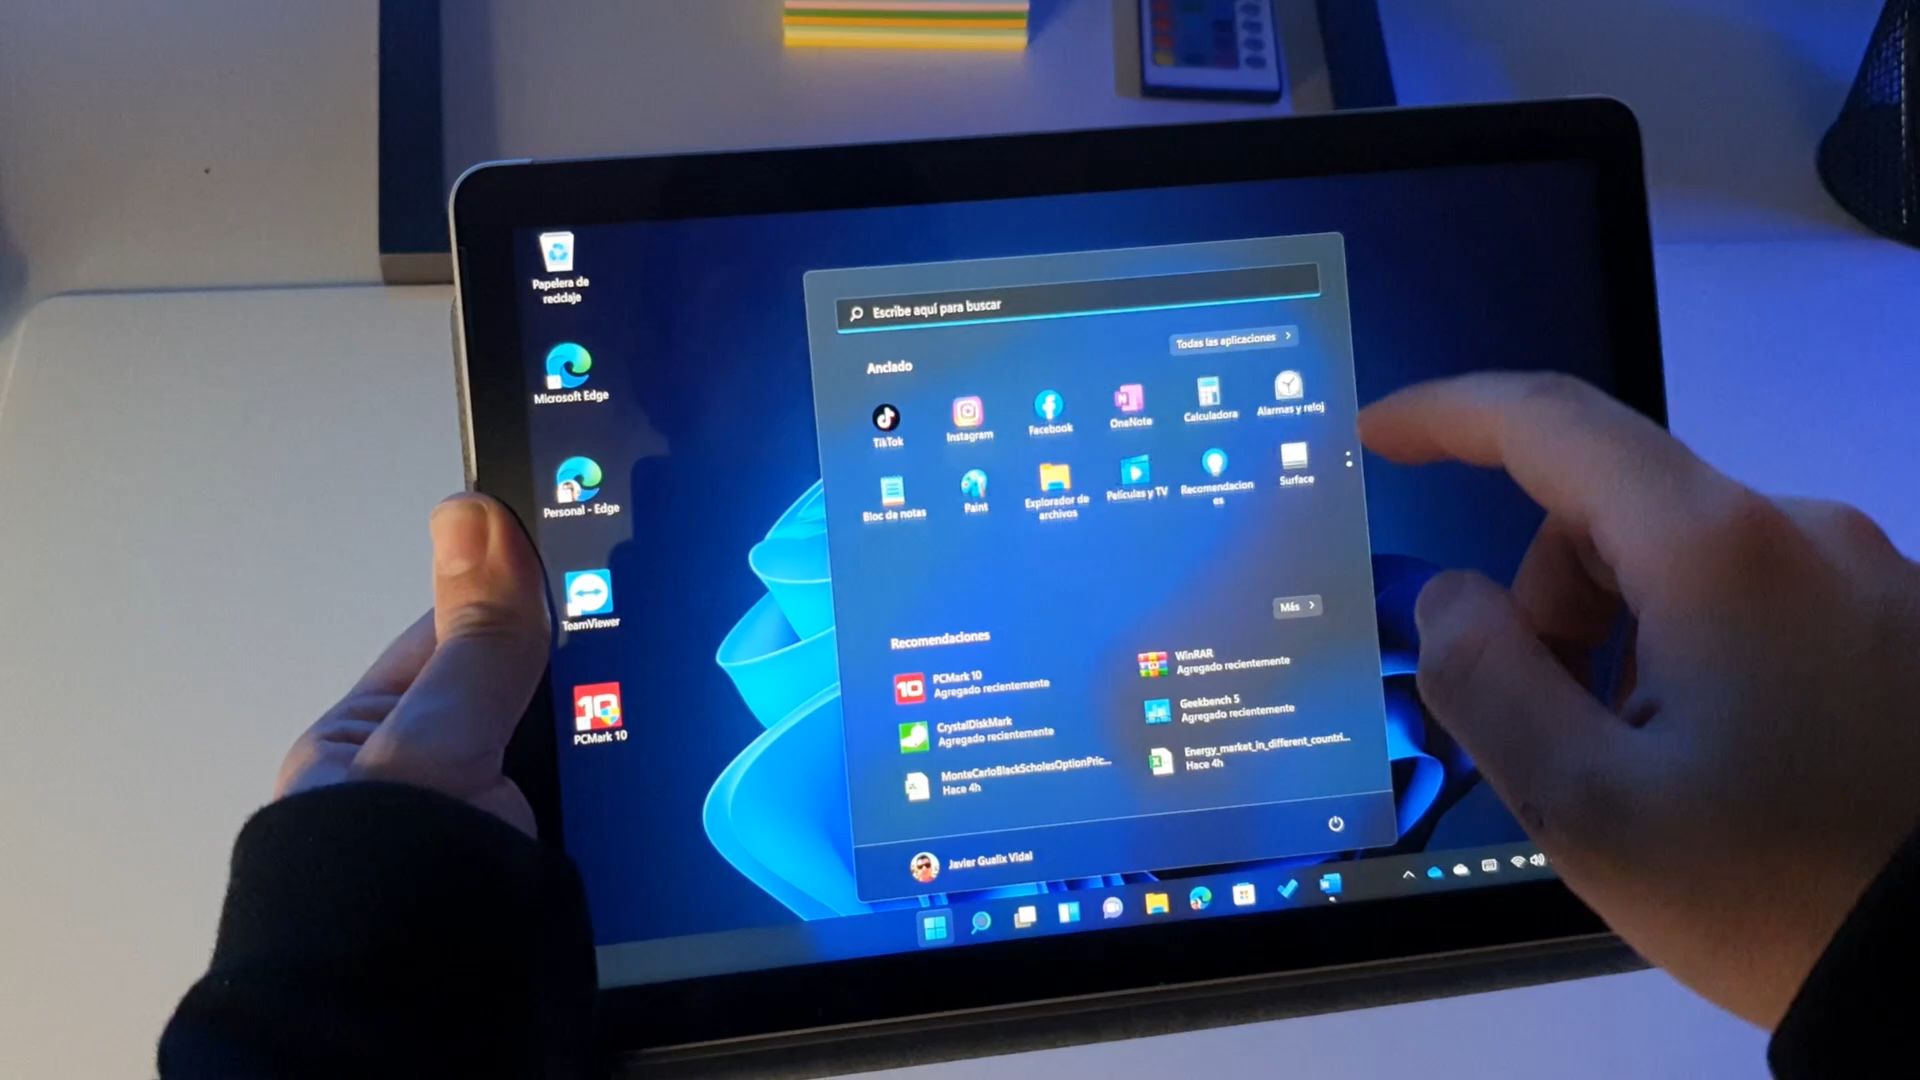 Papelera de
reciclaje
Microsoft Edge
Personal - Edge
TeamViewer
10
PCMark 10
Escribe aquí para buscar
Todas las aplicaciones
Anclado
TikTok
Instagram
Facebook
OneNote
Calculadora
Alarmas y reloj
Bloc de notas
Paint
Explorador de
archivos
Películas y TV
Recomendacion
es
Surface
Más
Recomendaciones
10
PCMark 10
Agregado recientemente
WinRAR
Agregado recientemente
CrystalDiskMark
Agregado recientemente
Geekbench 5
Agregado recientemente
MonteCarloBlackScholesOptionPric...
Hace 4h
Energy_market_in_different_countri...
Hace 4h
Javier Gualix Vidal